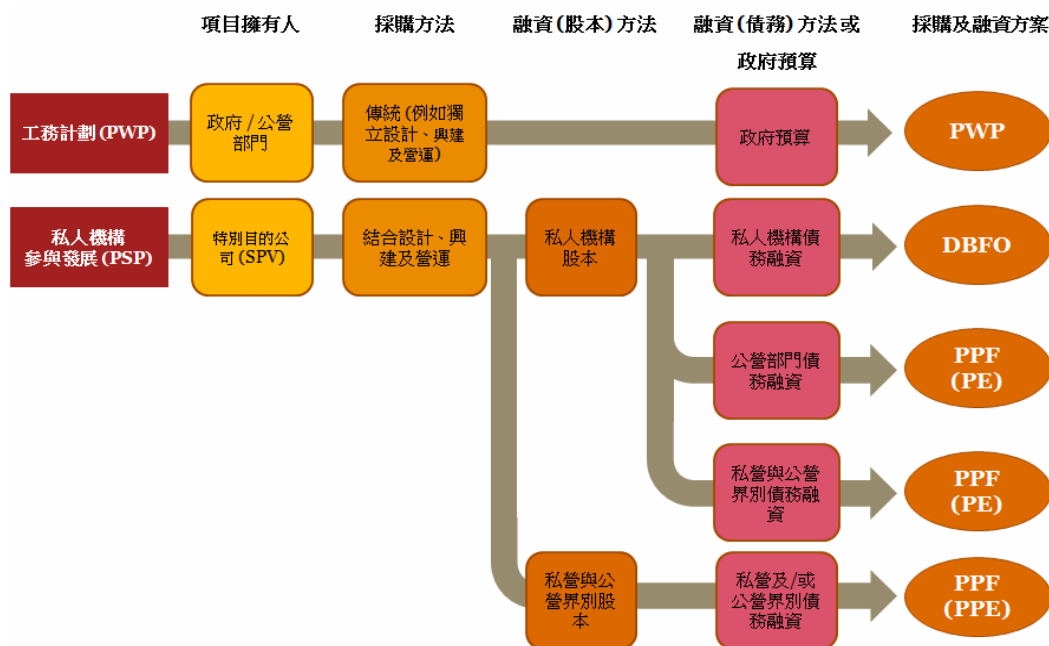 項目擁有人
採購方法
融資(股本)方法
融資(債務)方法或
政府預算
採購及融資方案
工務計劃(PWP)
政府 / 公營
部門
傳統(例如獨
立設計、興建
及營運)
政府預算
PWP
私人機構
參與發展(PSP)
特別目的公
司(SPV)
結合設計、興
建及營運
私人機構
股本
私人機構債
務融資
DBFO
公營部門債
務融資
PPF
(PE)
私營與公營
界別債務融
資
PPF
(PE)
私營與公
營界別股
本
私營及/或
公營界別債
務融資
PPF
(PPE)